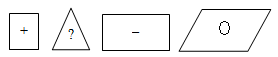 + ? – O